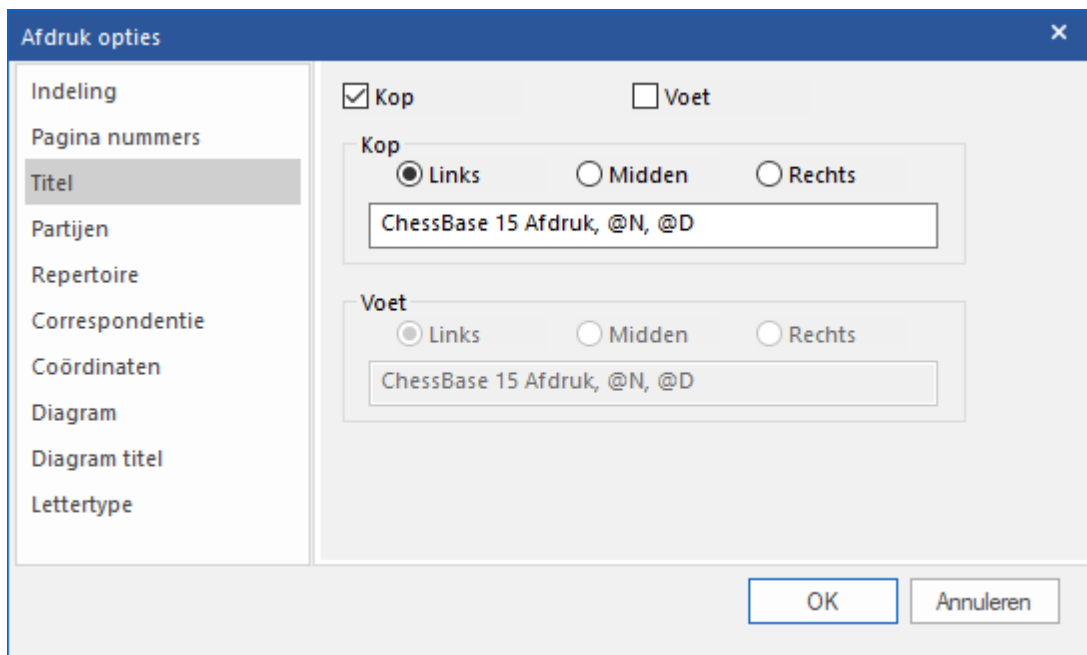 Afdruk opties
Indeling
Pagina nummers
Titel
Partijen
Repertoire
Correspondentie
Coördinaten
Diagram
Diagram titel
Lettertype
Kop Voet
Kop
Links Midden Rechts
ChessBase 15 Afdruk, @N, @D
Voet
Links Midden Rechts
ChessBase 15 Afdruk, @N, @D
OK Annuleren